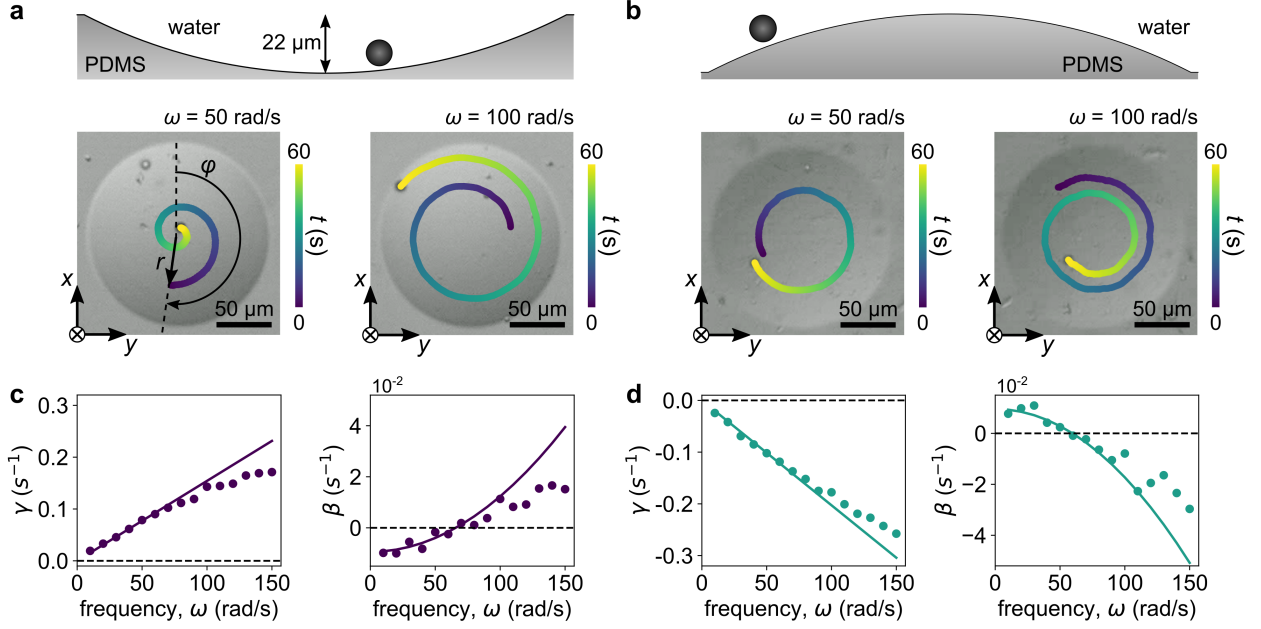 a
water
22 µm
PDMS
b
water
PDMS
ω = 50 rad/s
ω = 100 rad/s
ω = 50 rad/s
ω = 100 rad/s
φ
r
x
y
50 µm
60
t (s)
0
x
y
50 µm
60
t (s)
0
x
y
50 µm
60
t (s)
0
x
y
50 µm
60
t (s)
0
c
γ (s⁻¹)
0.3
0.2
0.1
0.0
0 50 100 150
frequency, ω (rad/s)
10⁻²
β (s⁻¹)
4
2
0
0 50 100 150
frequency, ω (rad/s)
d
γ (s⁻¹)
0.0
-0.1
-0.2
-0.3
0 50 100 150
frequency, ω (rad/s)
10⁻²
β (s⁻¹)
0
−2
−4
0 50 100 150
frequency, ω (rad/s)